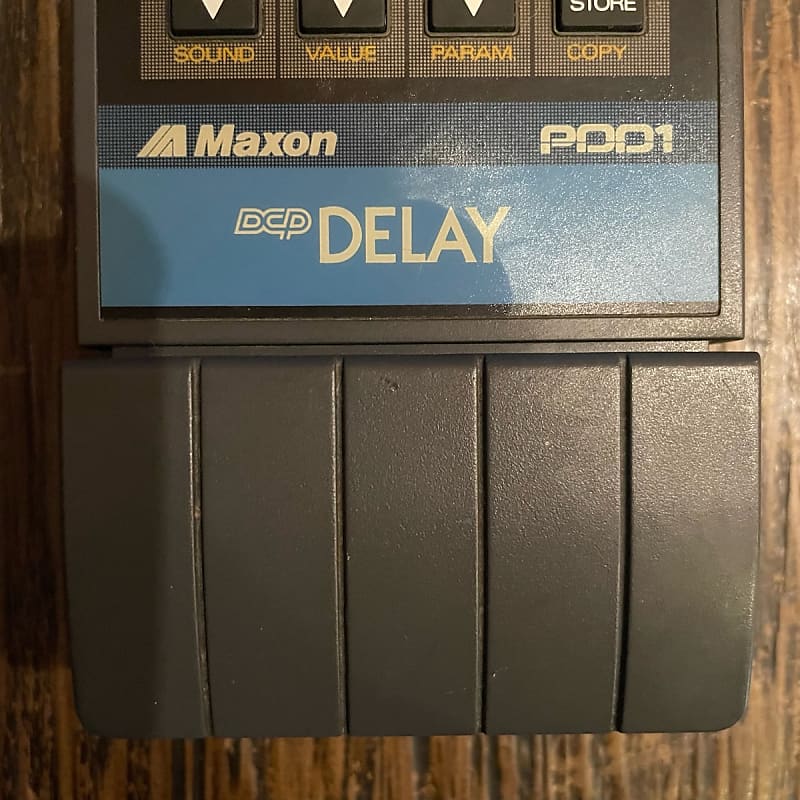 STORE
SOUND VALUE PARAM COPY
Maxon PDD1
DCP DELAY